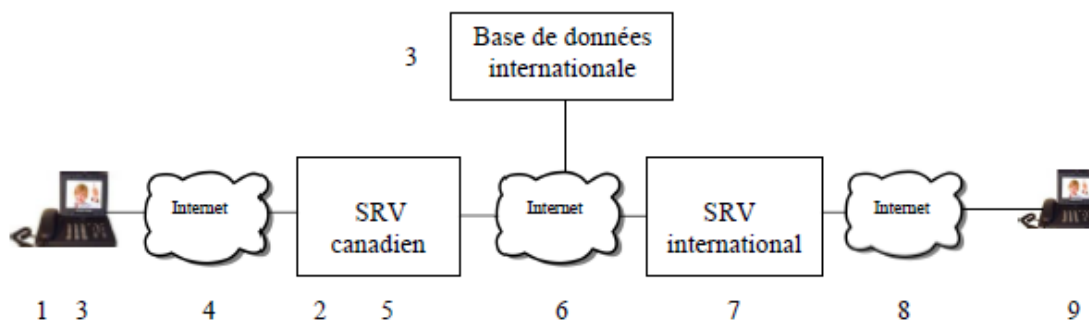 Base de données
internationale
3
Internet
SRV
canadien
Internet
SRV
international
Internet
1 3 4 2 5 6 7 8 9